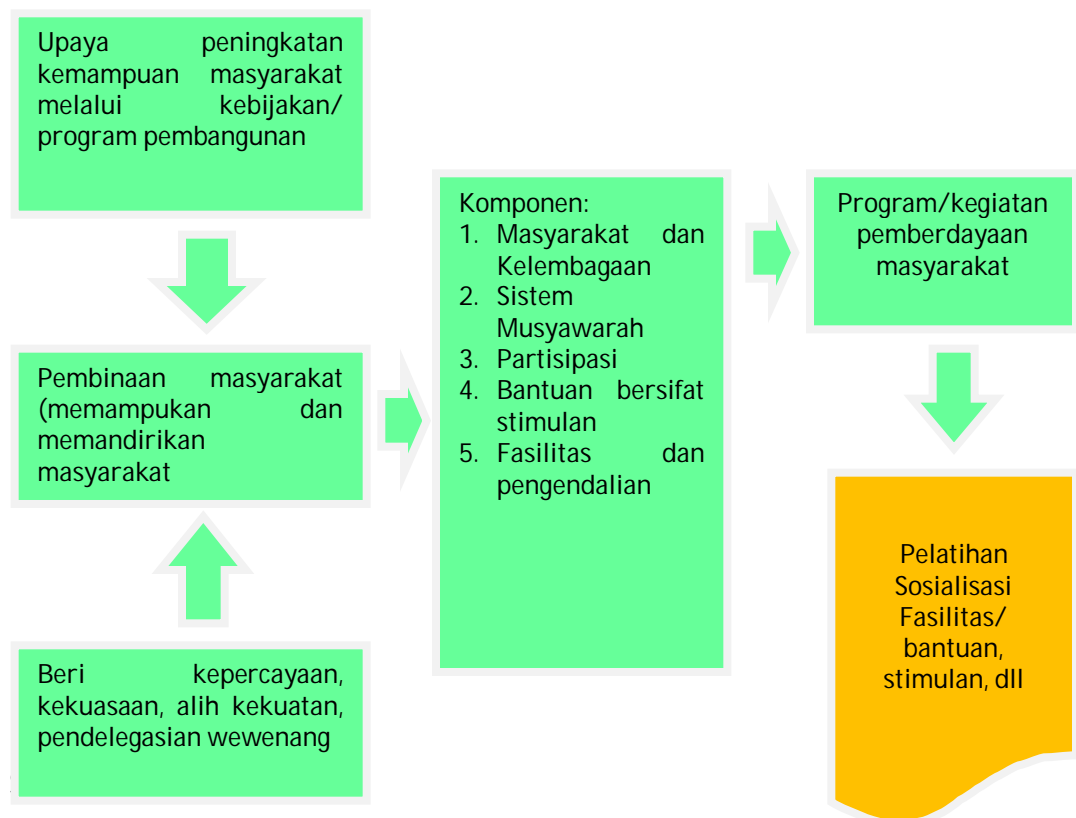 Upaya peningkatan
kemampuan masyarakat
melalui kebijakan/
program pembangunan
Pembinaan masyarakat
(memampukan dan
memandirikan
masyarakat
Beri kepercayaan,
kekuasaan, alih kekuatan,
pendelegasian wewenang
Komponen:
1. Masyarakat dan
Kelembagaan
2. Sistem
Musyawarah
3. Partisipasi
4. Bantuan bersifat
stimulan
5. Fasilitas dan
pengendalian
Program/kegiatan
pemberdayaan
masyarakat
Pelatihan
Sosialisasi
Fasilitas/
bantuan,
stimulan, dll